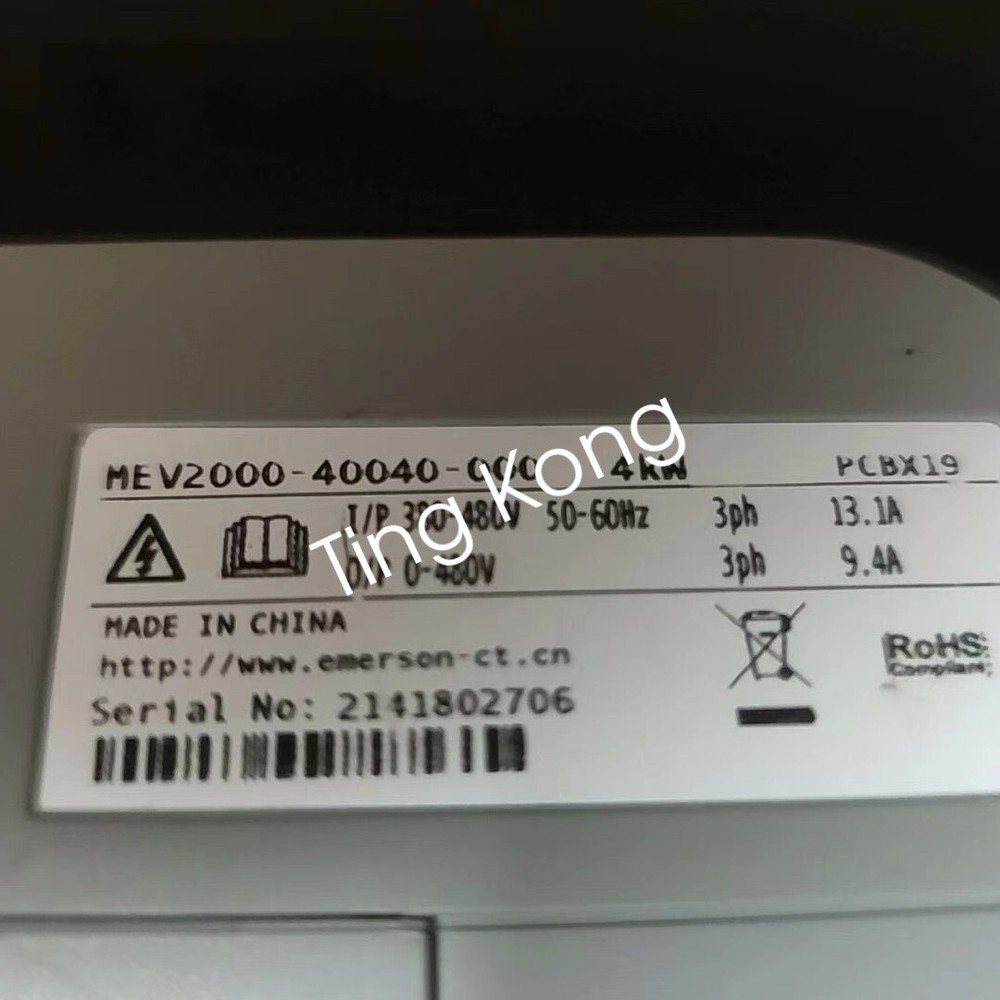 MEV2000-40040-000 4KW PCBX19
I/P 380-480V 50-60Hz 3ph 13.1A
O/P 0-480V 3ph 9.4A
MADE IN CHINA
http://www.emerson-ct.cn
Serial No: 2141802706
RoHS
Compliant
Ting Kong